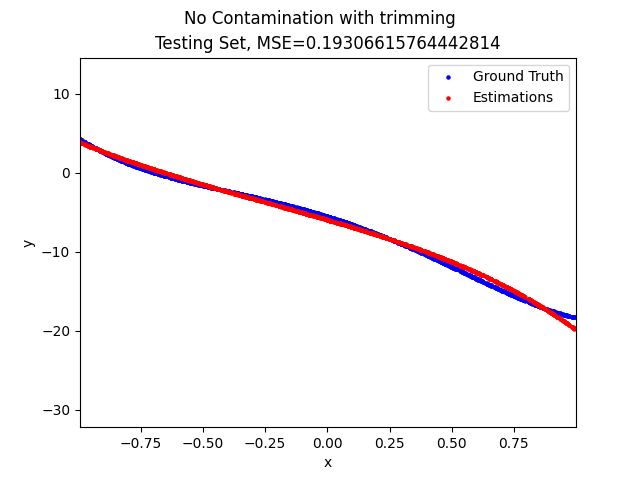 No Contamination with trimming
Testing Set, MSE=0.19306615764442814
Ground Truth
Estimations
10
0
−10
−20
−30
y
−0.75 −0.50 −0.25 0.00 0.25 0.50 0.75
x